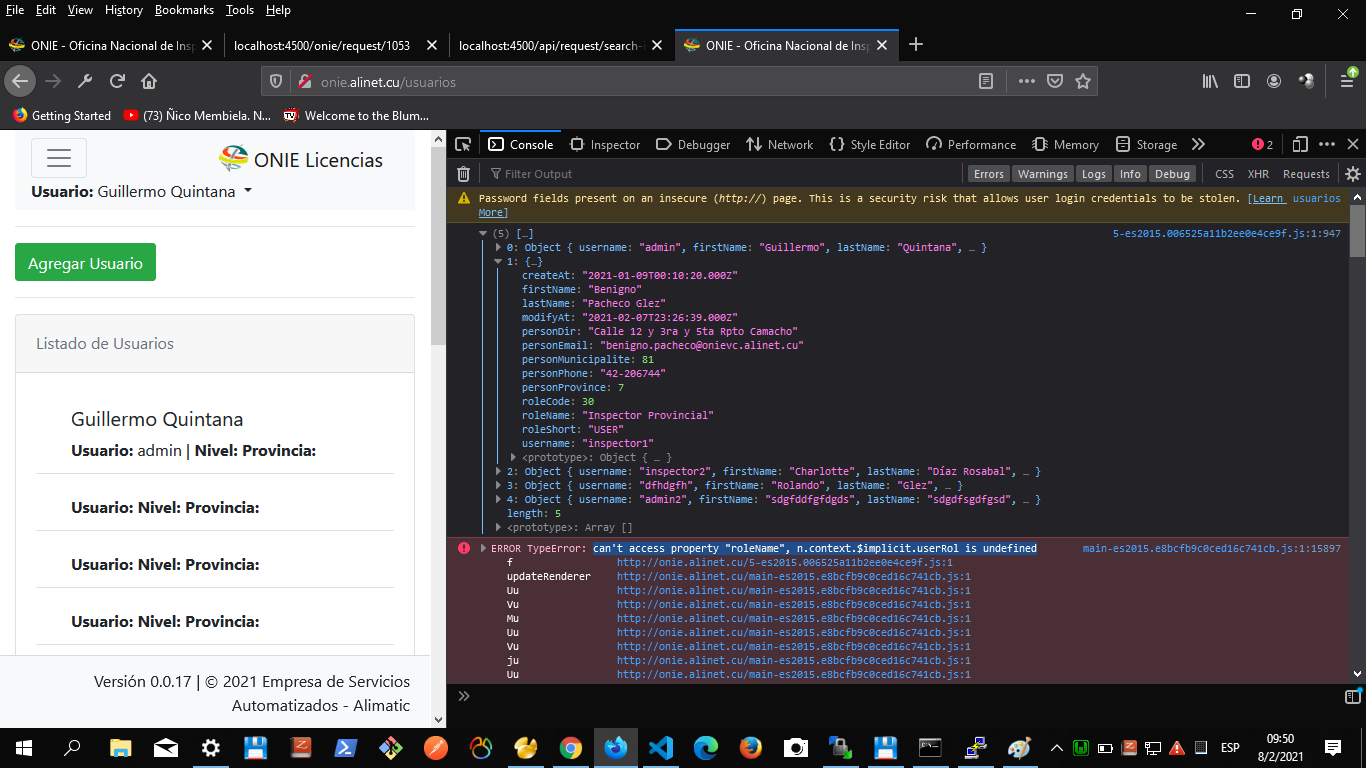 File Edit View History Bookmarks Tools Help
ONIE - Oficina Nacional de Insp
localhost:4500/onie/request/1053
localhost:4500/api/request/search-
ONIE - Oficina Nacional de Insp
onie.alinet.cu/usuarios
Getting Started
(73) Ñico Membiela. N...
Welcome to the Blum...
ONIE Licencias
Usuario: Guillermo Quintana
Agregar Usuario
Listado de Usuarios
Guillermo Quintana
Usuario: admin | Nivel: Provincia:
Usuario: Nivel: Provincia:
Usuario: Nivel: Provincia:
Usuario: Nivel: Provincia:
Usuario: Nivel: Provincia:
Versión 0.0.17 | © 2021 Empresa de Servicios
Automatizados - Alimatic
Console Inspector Debugger Network Style Editor Performance Memory Storage 2
Filter Output
Errors Warnings Logs Info Debug CSS XHR Requests
Password fields present on an insecure (http://) page. This is a security risk that allows user login credentials to be stolen. [Learn usuarios
More]
(5) […] 5-es2015.006525a11b2ee0e4ce9f.js:1:947
0: Object { username: "admin", firstName: "Guillermo", lastName: "Quintana", … }
1: {…}
createAt: "2021-01-09T00:10:20.000Z"
firstName: "Benigno"
lastName: "Pacheco Glez"
modifyAt: "2021-02-07T23:26:39.000Z"
personDir: "Calle 12 y 3ra y 5ta Rpto Camacho"
personEmail: "benigno.pacheco@onievc.alinet.cu"
personMunicipalite: 81
personPhone: "42-206744"
personProvince: 7
roleCode: 30
roleName: "Inspector Provincial"
roleShort: "USER"
username: "inspector1"
<prototype>: Object { … }
2: Object { username: "inspector2", firstName: "Charlotte", lastName: "Díaz Rosabal", … }
3: Object { username: "dfhdgfh", firstName: "Rolando", lastName: "Glez", … }
4: Object { username: "admin2", firstName: "sdgfddfgfdgds", lastName: "sdgdfsgdfgsd", … }
length: 5
<prototype>: Array []
ERROR TypeError: can't access property "roleName", n.context.$implicit.userRol is undefined main-es2015.e8bcfb9c0ced16c741cb.js:1:15897
f http://onie.alinet.cu/5-es2015.006525a11b2ee0e4ce9f.js:1
updateRenderer http://onie.alinet.cu/main-es2015.e8bcfb9c0ced16c741cb.js:1
Uu http://onie.alinet.cu/main-es2015.e8bcfb9c0ced16c741cb.js:1
Vu http://onie.alinet.cu/main-es2015.e8bcfb9c0ced16c741cb.js:1
Mu http://onie.alinet.cu/main-es2015.e8bcfb9c0ced16c741cb.js:1
Uu http://onie.alinet.cu/main-es2015.e8bcfb9c0ced16c741cb.js:1
Vu http://onie.alinet.cu/main-es2015.e8bcfb9c0ced16c741cb.js:1
ju http://onie.alinet.cu/main-es2015.e8bcfb9c0ced16c741cb.js:1
Uu http://onie.alinet.cu/main-es2015.e8bcfb9c0ced16c741cb.js:1
ESP
09:50
8/2/2021